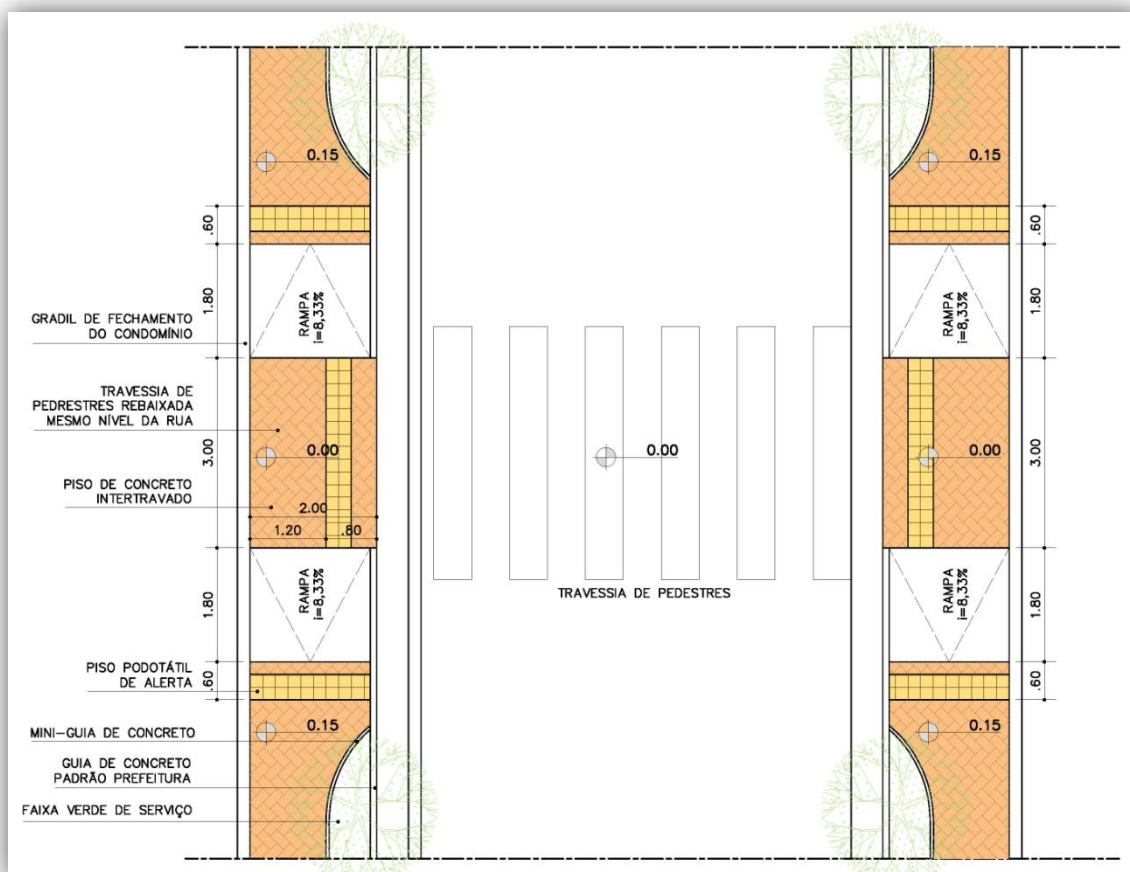 0.15
0.15
.60
.60
1.80
RAMPA
i=8,33%
RAMPA
i=8,33%
1.80
GRADIL DE FECHAMENTO
DO CONDOMÍNIO
TRAVESSIA DE
PEDRESTRES REBAIXADA
MESMO NÍVEL DA RUA
3.00
0.00
0.00
0.00
3.00
PISO DE CONCRETO
INTERTRAVADO
2.00
1.20
.80
1.80
RAMPA
i=8,33%
TRAVESSIA DE PEDESTRES
RAMPA
i=8,33%
1.80
PISO PODOTÁTIL
DE ALERTA
.60
.60
MINI-GUIA DE CONCRETO
0.15
0.15
GUIA DE CONCRETO
PADRÃO PREFEITURA
FAIXA VERDE DE SERVIÇO